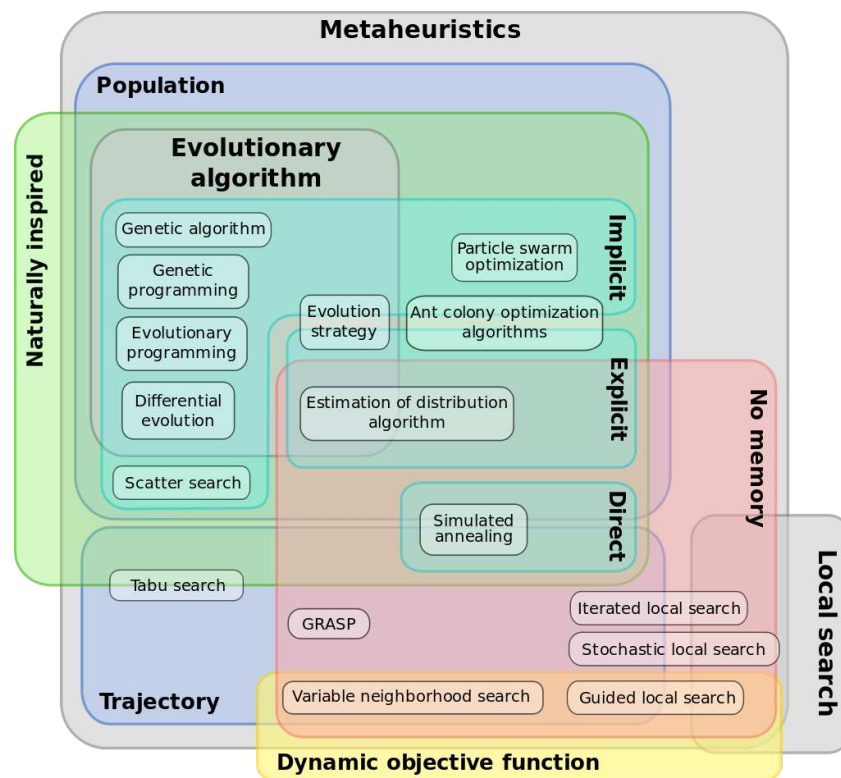 Metaheuristics
Population
Naturally inspired
Evolutionary
algorithm
Implicit
Genetic algorithm
Particle swarm
optimization
Genetic
programming
Evolution
strategy
Ant colony optimization
algorithms
Evolutionary
programming
Explicit
Differential
evolution
Estimation of distribution
algorithm
No memory
Scatter search
Direct
Simulated
annealing
Local search
Tabu search
Iterated local search
GRASP
Stochastic local search
Trajectory
Variable neighborhood search
Guided local search
Dynamic objective function